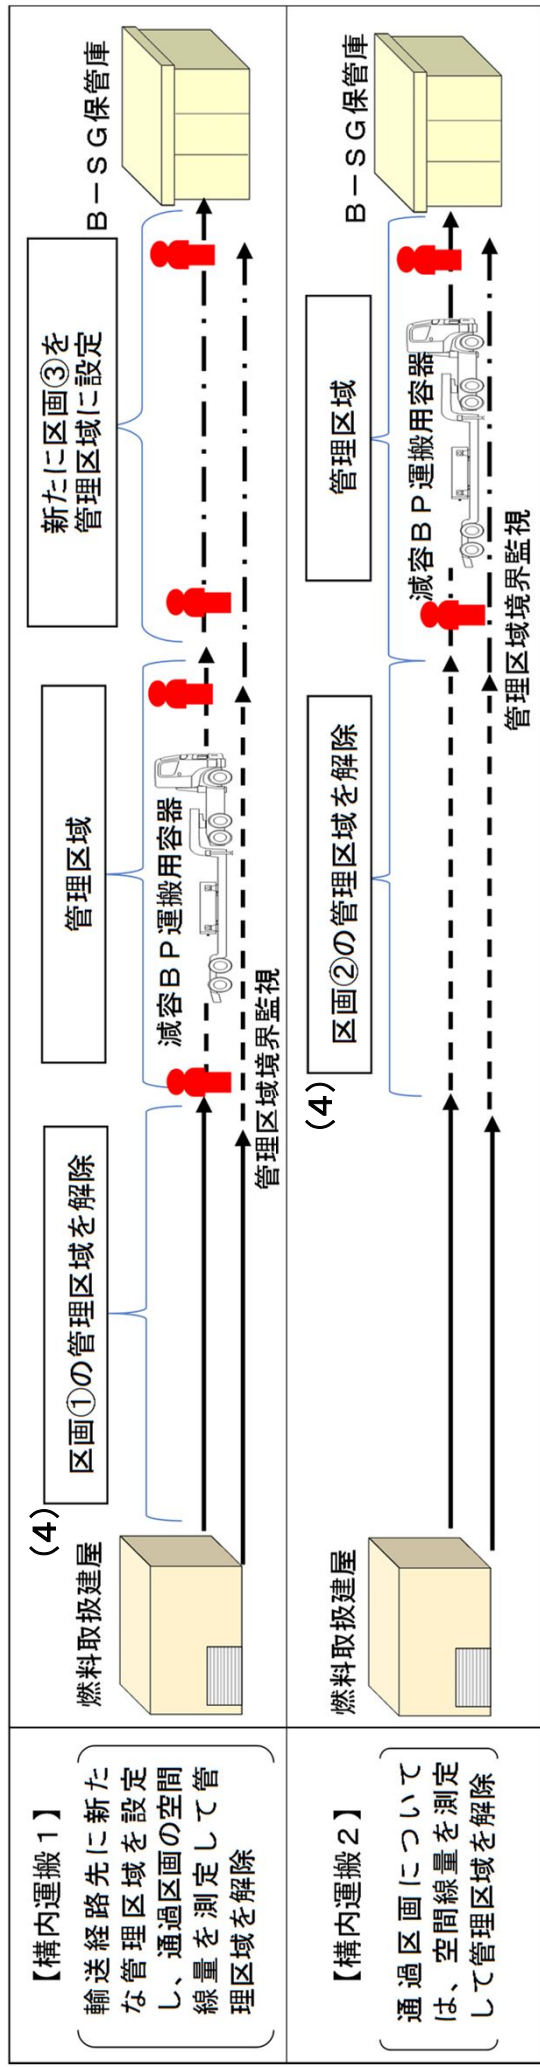 【構内運搬1】
輸送経路先に新た
な管理区域を設定
し、通過区画の空間
線量を測定して管
理区域を解除
燃料取扱建屋
(4)
区画①の管理区域を解除
管理区域
減容BP運搬用容器
管理区域境界監視
新たに区画③を
管理区域に設定
B-SG保管庫
【構内運搬2】
通過区画について
は、空間線量を測定
して管理区域を解除
燃料取扱建屋
(4)
区画②の管理区域を解除
管理区域
減容BP運搬用容器
管理区域境界監視
B-SG保管庫